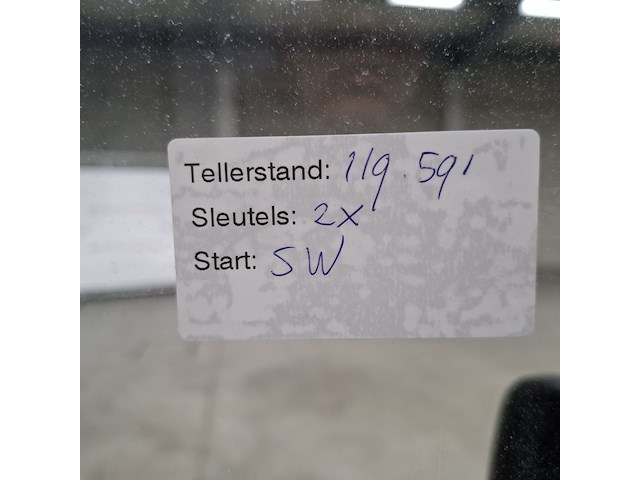 Tellerstand: 119.591
Sleutels: 2x
Start: SW